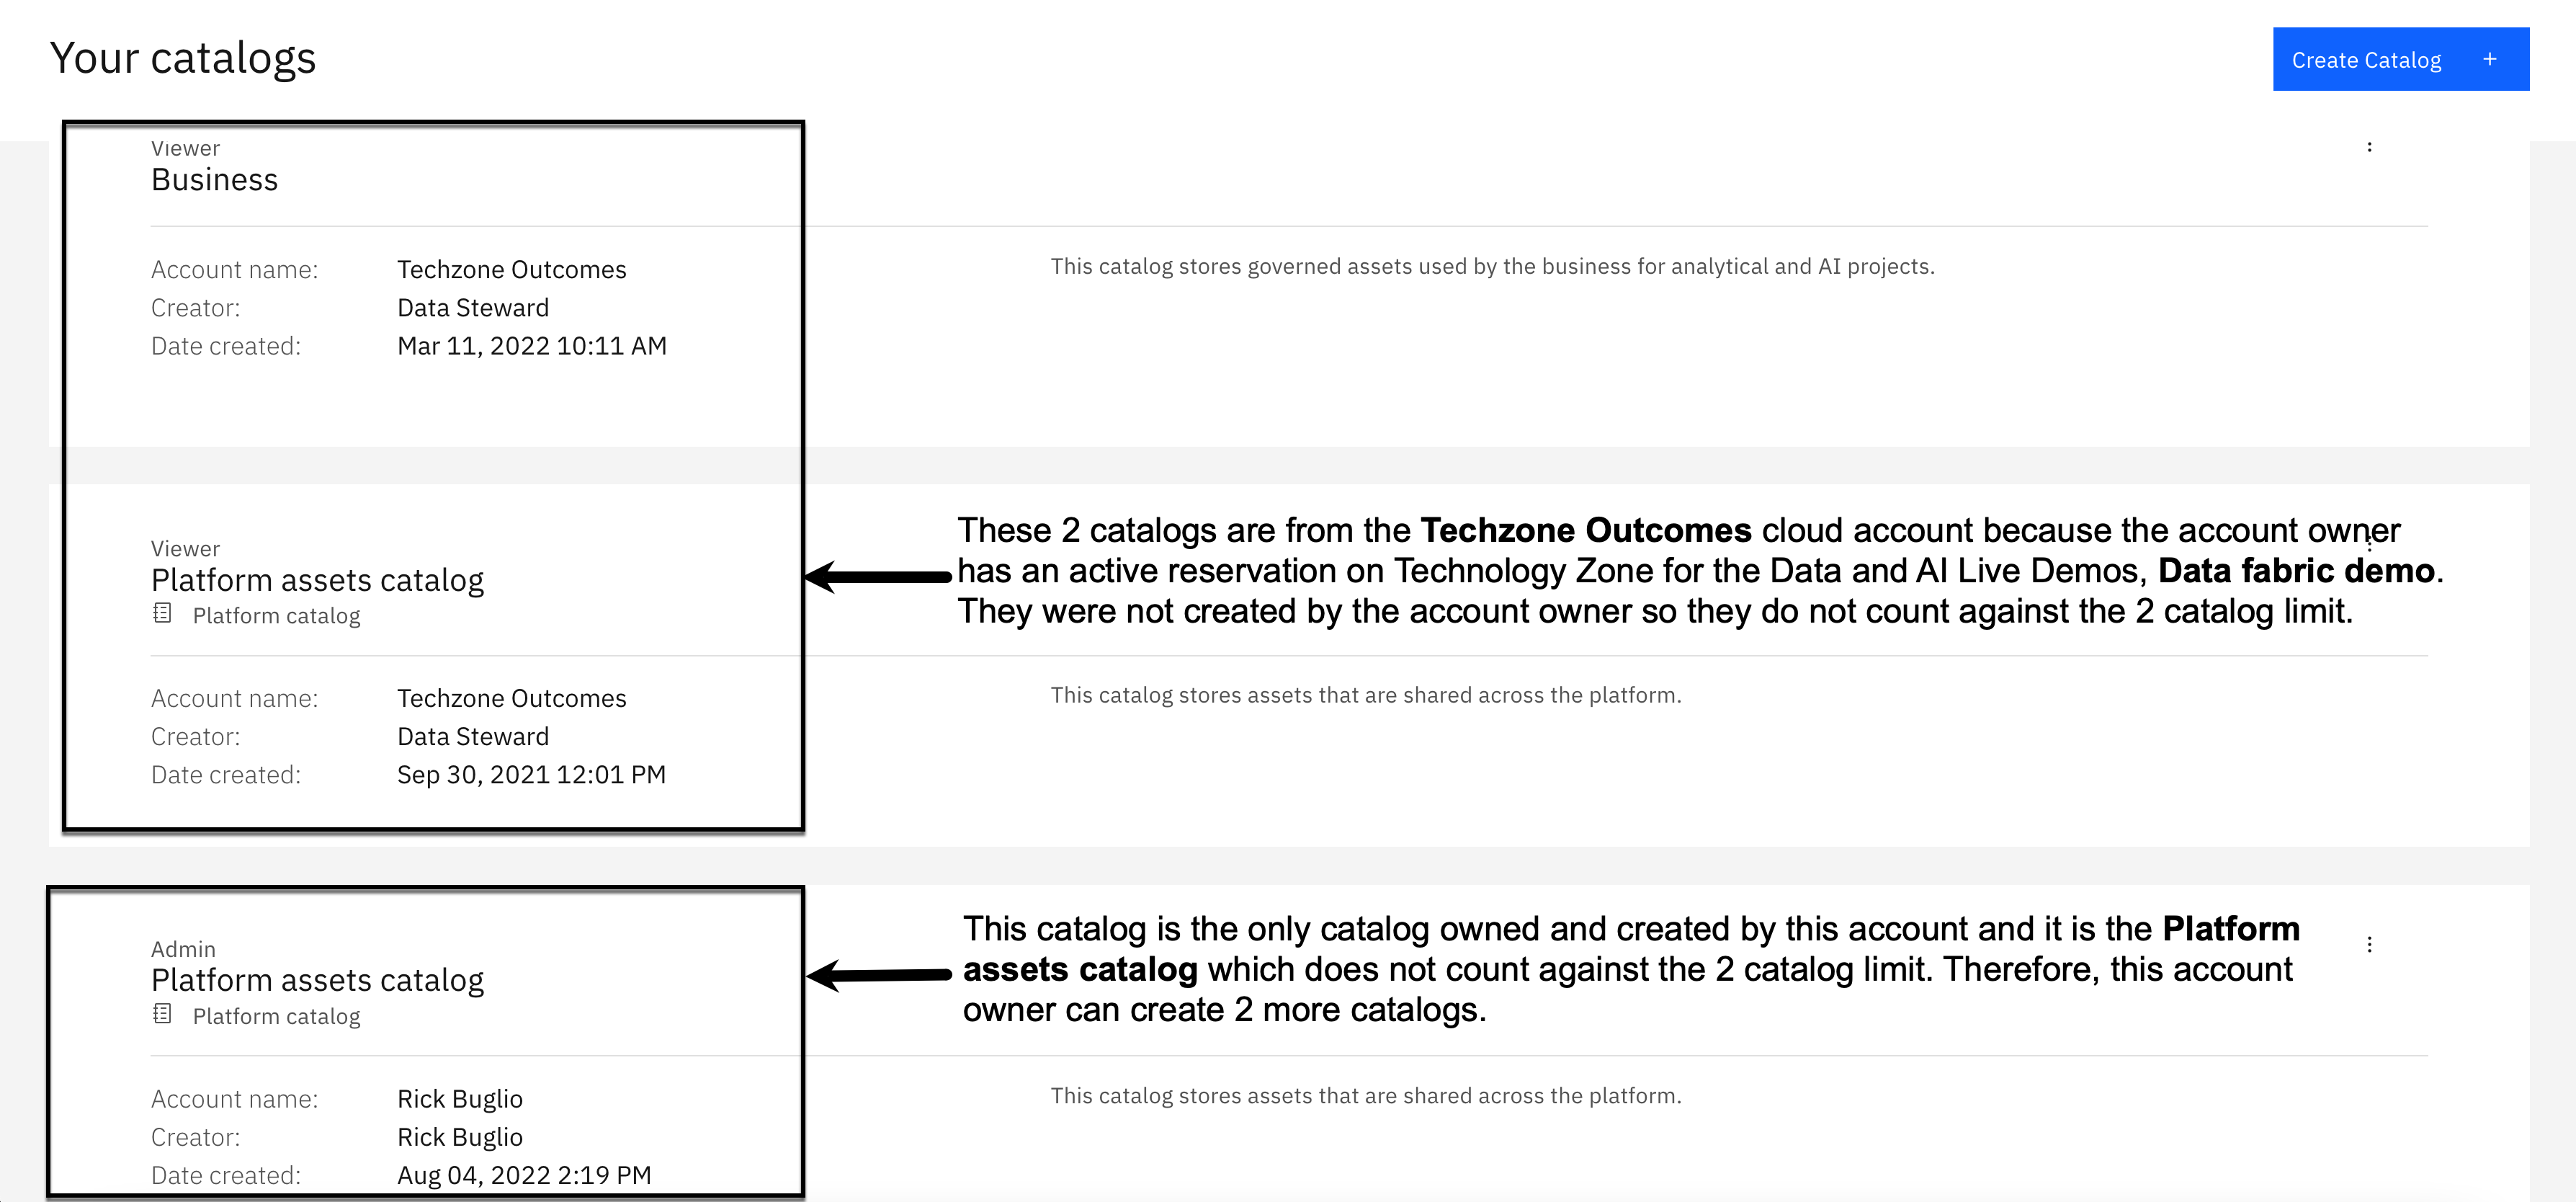 Your catalogs
Create Catalog +
Viewer
Business
Account name: Techzone Outcomes
Creator: Data Steward
Date created: Mar 11, 2022 10:11 AM
This catalog stores governed assets used by the business for analytical and AI projects.
These 2 catalogs are from the Techzone Outcomes cloud account because the account owner
has an active reservation on Technology Zone for the Data and AI Live Demos, Data fabric demo.
They were not created by the account owner so they do not count against the 2 catalog limit.
Viewer
Platform assets catalog
Platform catalog
Account name: Techzone Outcomes
Creator: Data Steward
Date created: Sep 30, 2021 12:01 PM
This catalog stores assets that are shared across the platform.
This catalog is the only catalog owned and created by this account and it is the Platform
assets catalog which does not count against the 2 catalog limit. Therefore, this account
owner can create 2 more catalogs.
Admin
Platform assets catalog
Platform catalog
Account name: Rick Buglio
Creator: Rick Buglio
Date created: Aug 04, 2022 2:19 PM
This catalog stores assets that are shared across the platform.